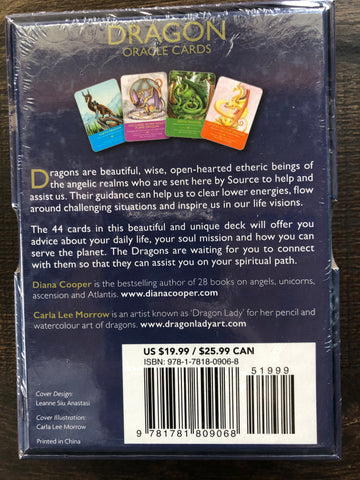 DRAGON
ORACLE CARDS
Dragons are beautiful, wise, open-hearted etheric beings of
the angelic realms who are sent here by Source to help and
assist us. Their guidance can help us to clear lower energies, flow
around challenging situations and inspire us in our life visions.
The 44 cards in this beautiful and unique deck will offer you
advice about your daily life, your soul mission and how you can
serve the planet. The Dragons are waiting for you to connect
with them so that they can assist you on your spiritual path.
Diana Cooper is the bestselling author of 28 books on angels, unicorns,
ascension and Atlantis. www.dianacooper.com
Carla Lee Morrow is an artist known as 'Dragon Lady' for her pencil and
watercolour art of dragons. www.dragonladyart.com
US $19.99 / $25.99 CAN
ISBN: 978-1-7818-0906-8
51999
9 781781 809068
Cover Design:
Leanne Siu Anastasi
Cover Illustration:
Carla Lee Morrow
Printed in China